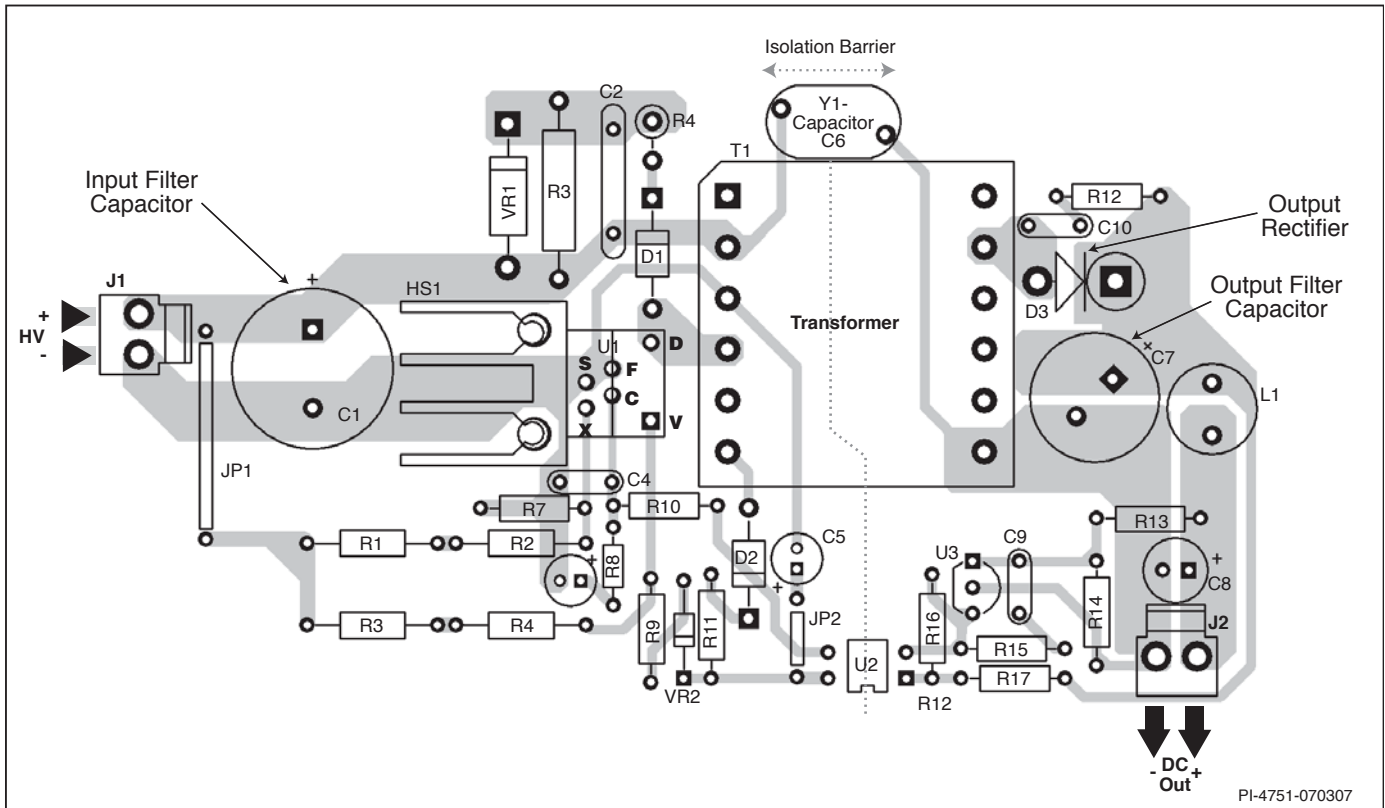 Isolation Barrier
Y1-
Capacitor
C6
C2
R4
T1
Input Filter
Capacitor
VR1
R3
R12
C10
Output
Rectifier
D1
J1
+
HS1
D3
Output Filter
Capacitor
+
HV
-
Transformer
+
C7
U1
D
S
F
C
X
V
L1
C1
JP1
C4
R7
R10
R13
R1
R2
+
R8
D2
C5
+
U3
C9
R14
+
C8
R3
R4
R9
R11
JP2
R16
J2
U2
R15
R17
VR2
R12
- DC +
Out
PI-4751-070307